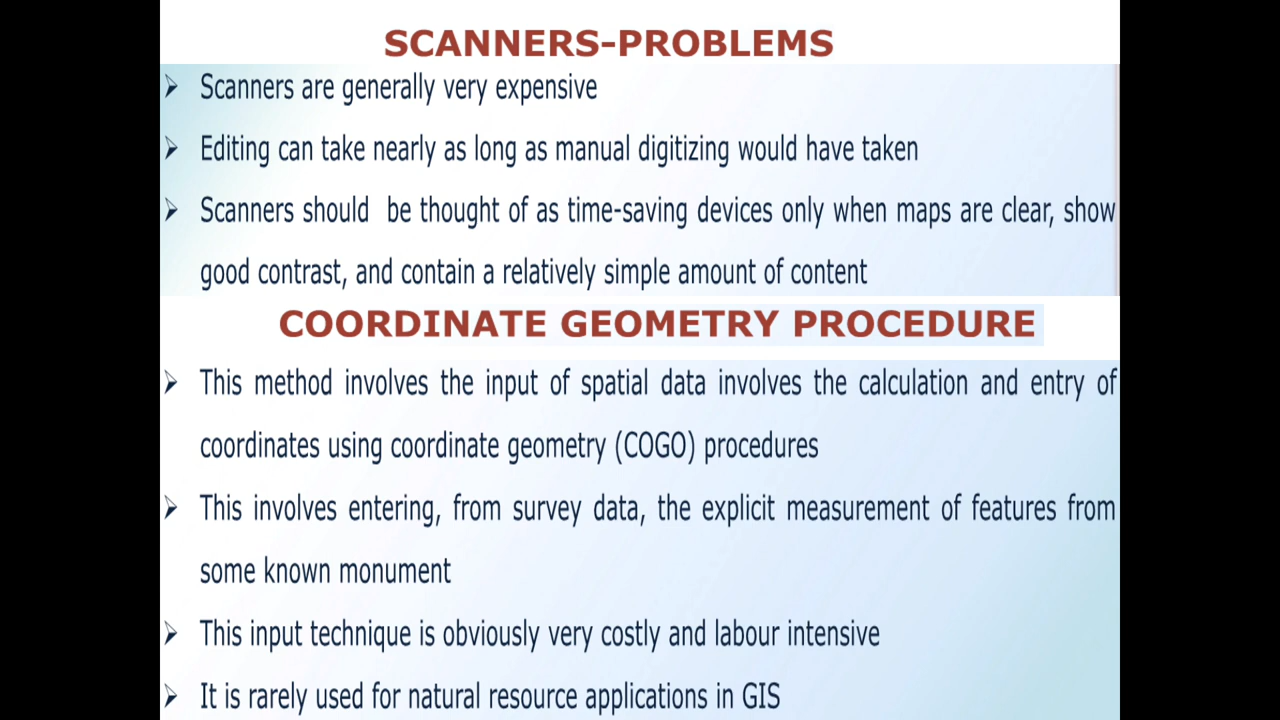 SCANNERS-PROBLEMS
➢ Scanners are generally very expensive
➢ Editing can take nearly as long as manual digitizing would have taken
➢ Scanners should be thought of as time-saving devices only when maps are clear, show
good contrast, and contain a relatively simple amount of content
COORDINATE GEOMETRY PROCEDURE
➢ This method involves the input of spatial data involves the calculation and entry of
coordinates using coordinate geometry (COGO) procedures
➢ This involves entering, from survey data, the explicit measurement of features from
some known monument
➢ This input technique is obviously very costly and labour intensive
➢ It is rarely used for natural resource applications in GIS